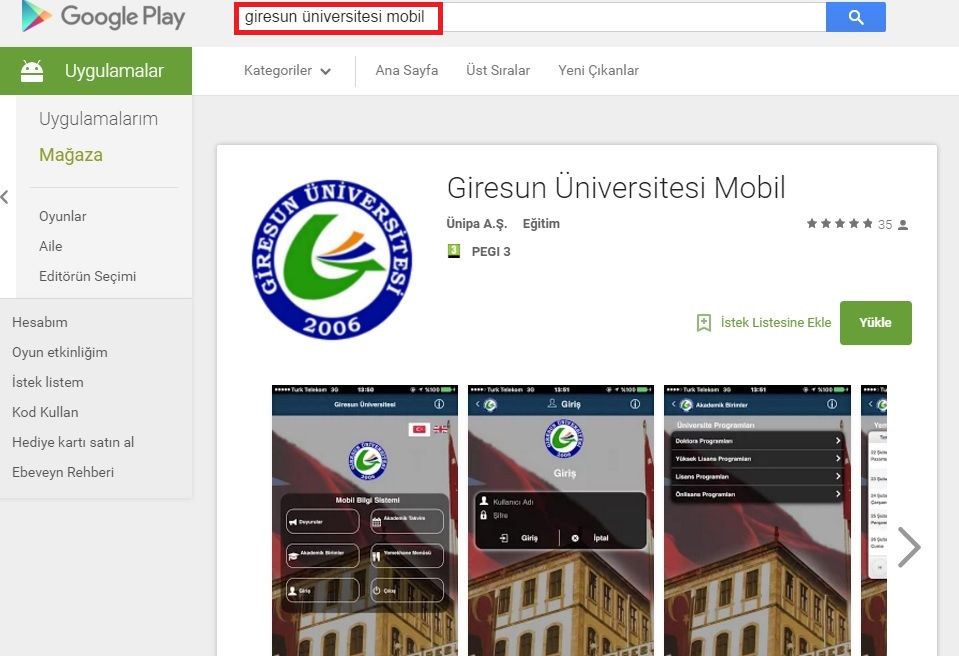 Google Play
giresun üniversitesi mobil
Uygulamalar
Kategoriler
Ana Sayfa
Üst Sıralar
Yeni Çıkanlar
Uygulamalarım
Mağaza
Oyunlar
Aile
Editörün Seçimi
Hesabım
Oyun etkinliğim
İstek listem
Kod Kullan
Hediye kartı satın al
Ebeveyn Rehberi
GİRESUN ÜNİVERSİTESİ
2006
Giresun Üniversitesi Mobil
Ünipa A.Ş. Eğitim
35
3 PEGI 3
İstek Listesine Ekle
Yükle
Turk Telekom 3G 13:50 %100
Giresun Üniversitesi
Mobil Bilgi Sistemi
Duyurular
Akademik Takvim
Akademik Birimler
Yemekhane Menüsü
Giriş
Çıkış
Turk Telekom 3G 13:51 %100
Giriş
Giriş
Kullanıcı Adı
Şifre
Giriş
İptal
Turk Telekom 3G 13:51 %100
Akademik Birimler
Üniversite Programları
Doktora Programları
Yüksek Lisans Programları
Lisans Programları
Önlisans Programları